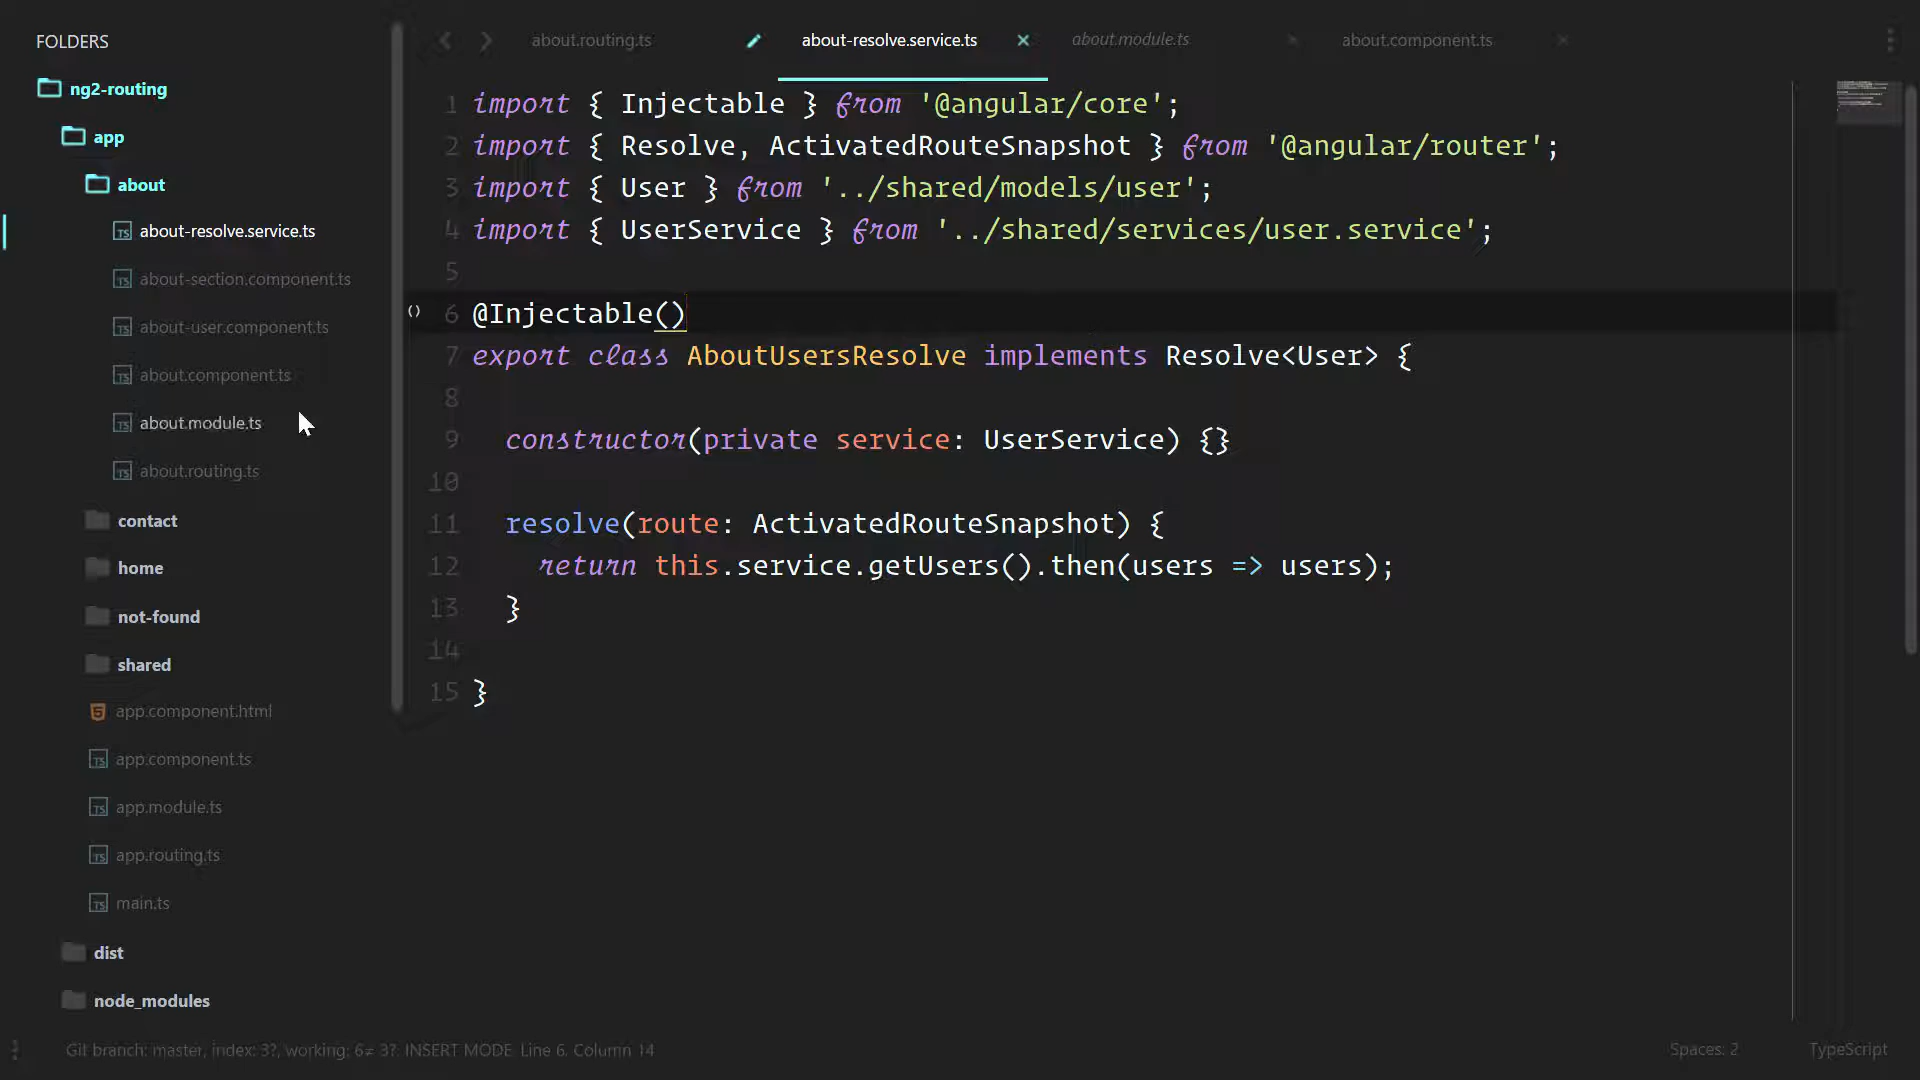 FOLDERS
ng2-routing
app
about
about-resolve.service.ts
about-section.component.ts
about-user.component.ts
about.component.ts
about.module.ts
about.routing.ts
contact
home
not-found
shared
app.component.html
app.component.ts
app.module.ts
app.routing.ts
main.ts
dist
node_modules
about.routing.ts about-resolve.service.ts about.module.ts about.component.ts
1 import { Injectable } from '@angular/core';
2 import { Resolve, ActivatedRouteSnapshot } from '@angular/router';
3 import { User } from '../shared/models/user';
4 import { UserService } from '../shared/services/user.service';
5
6 @Injectable()
7 export class AboutUsersResolve implements Resolve<User> {
8
9 constructor(private service: UserService) {}
10
11 resolve(route: ActivatedRouteSnapshot) {
12 return this.service.getUsers().then(users => users);
13 }
14
15 }
Git branch: master, index: 3?, working: 6≠ 3?, INSERT MODE, Line 6, Column 14
Spaces: 2 TypeScript